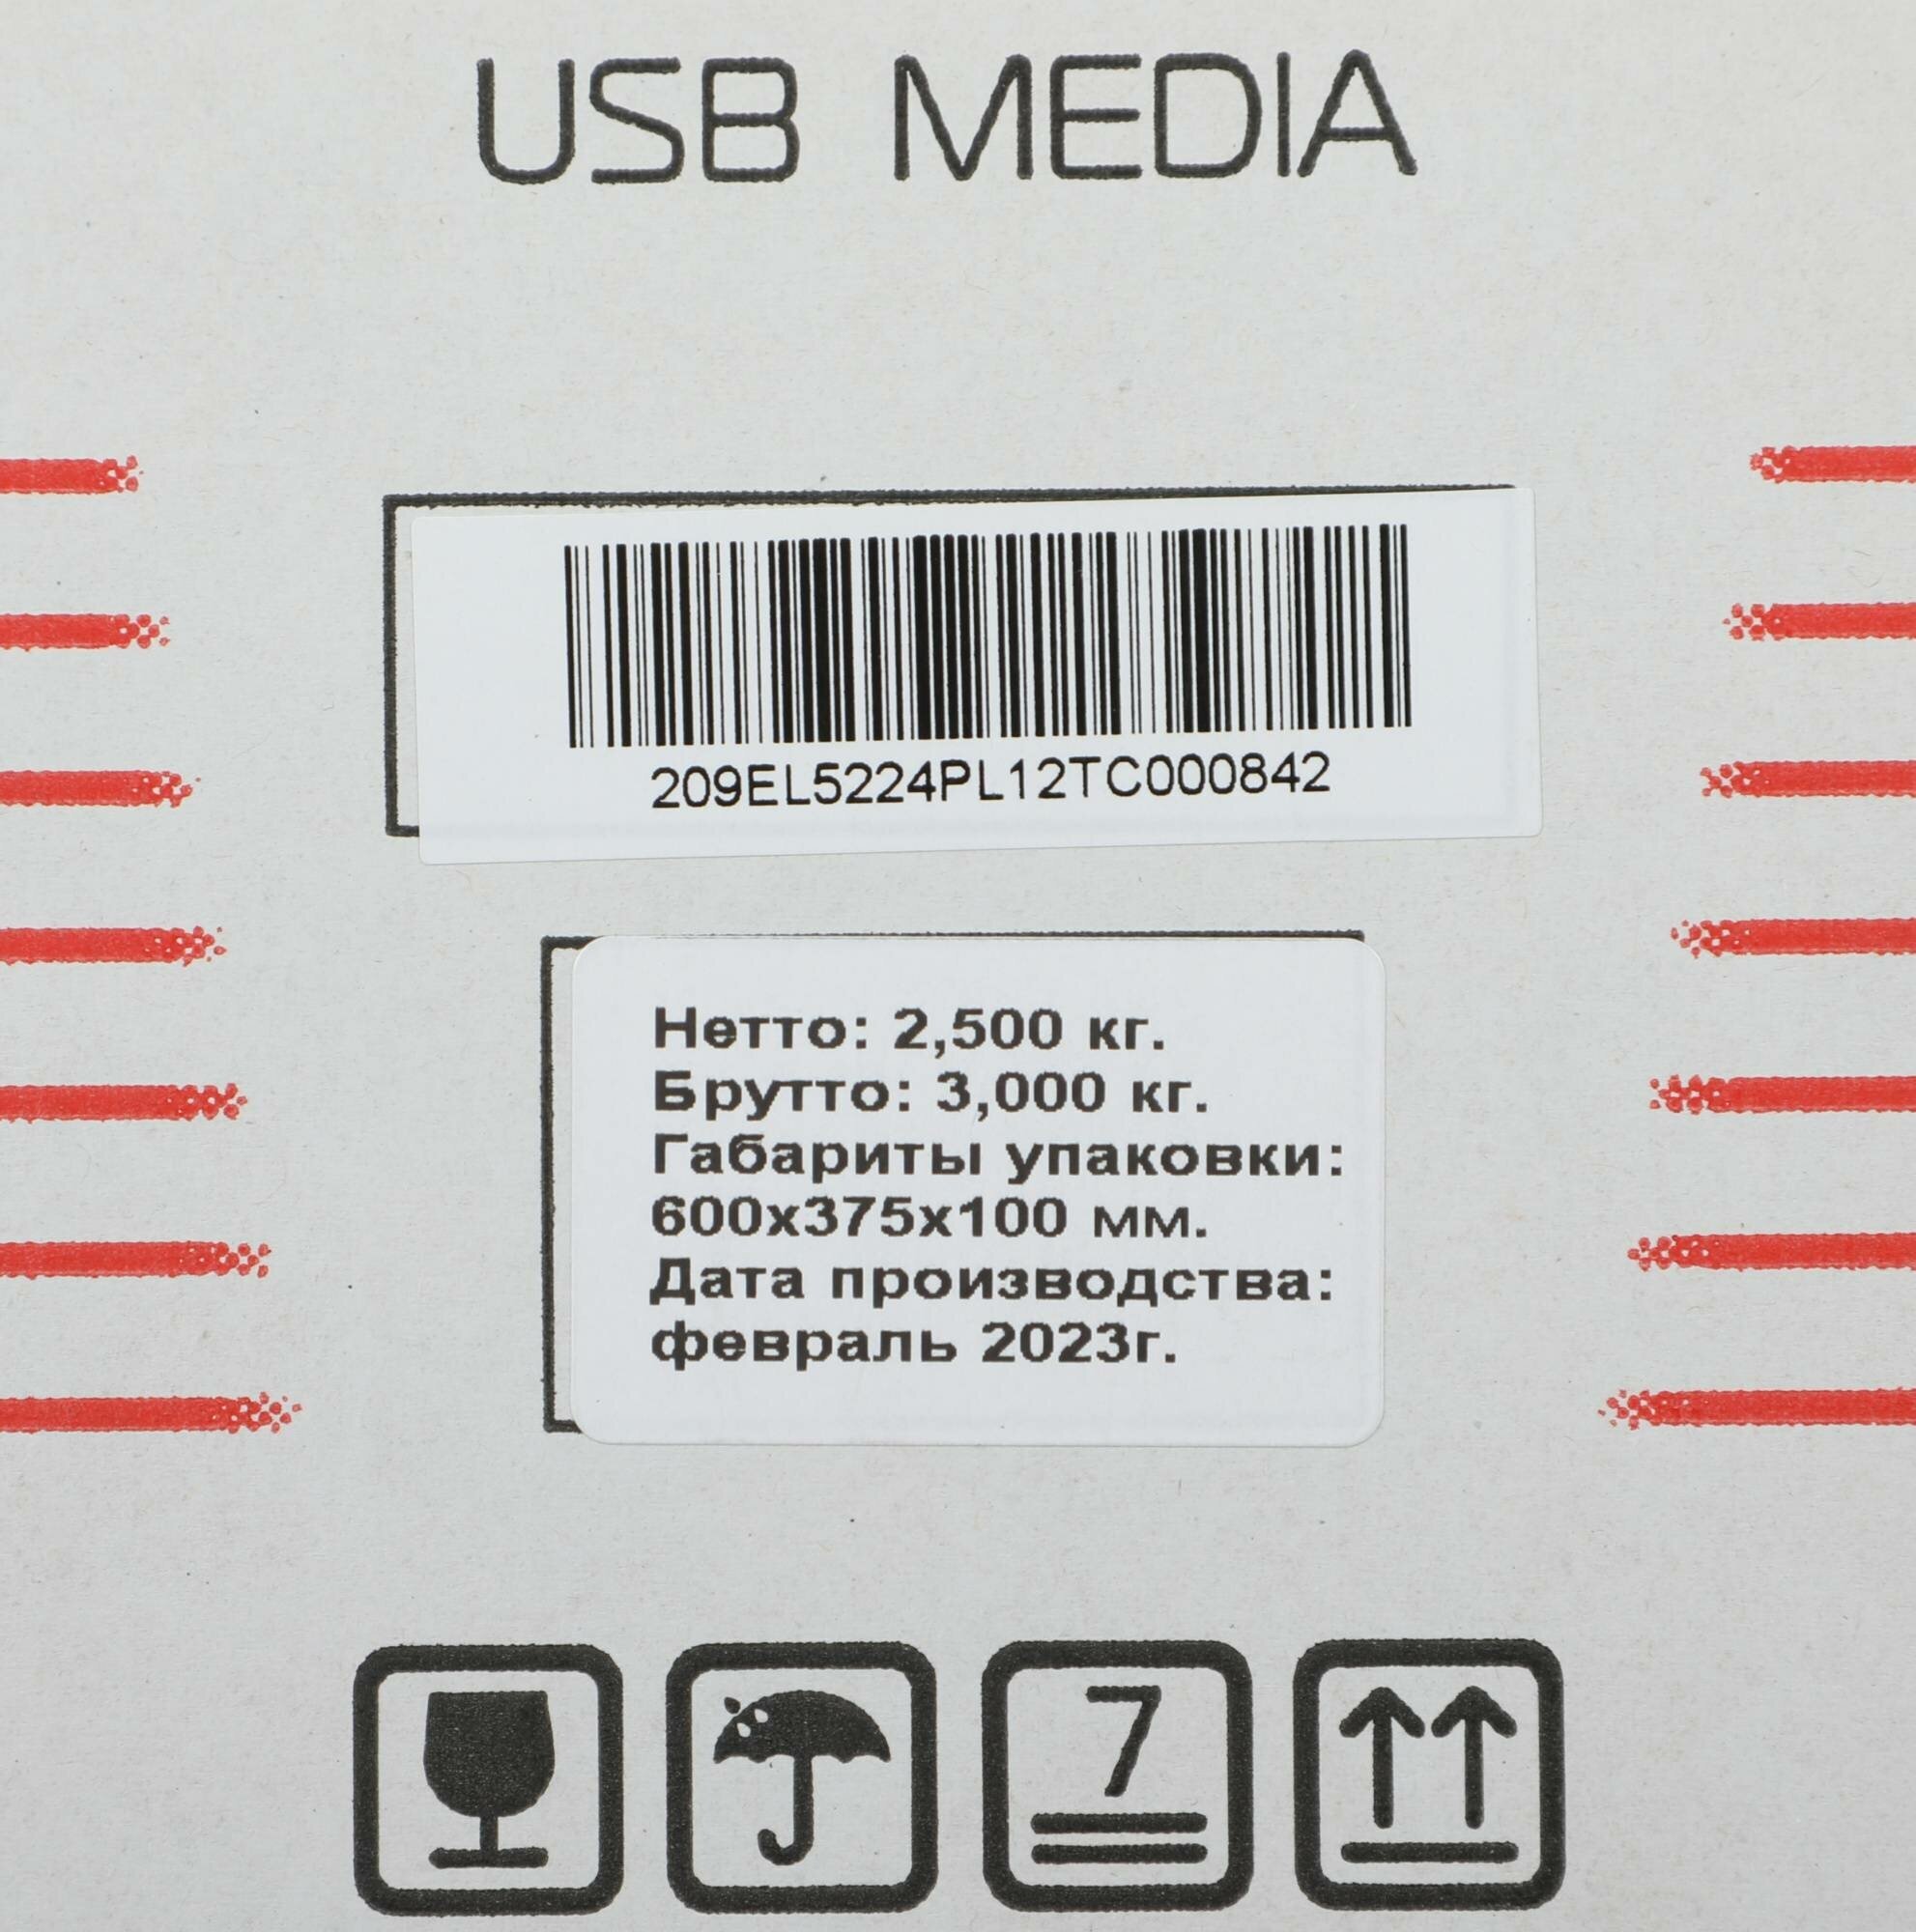 USB MEDIA
209EL5224PL12TC000842
Нетто: 2,500 кг.
Брутто: 3,000 кг.
Габариты упаковки:
600х375х100 мм.
Дата производства:
февраль 2023г.
7